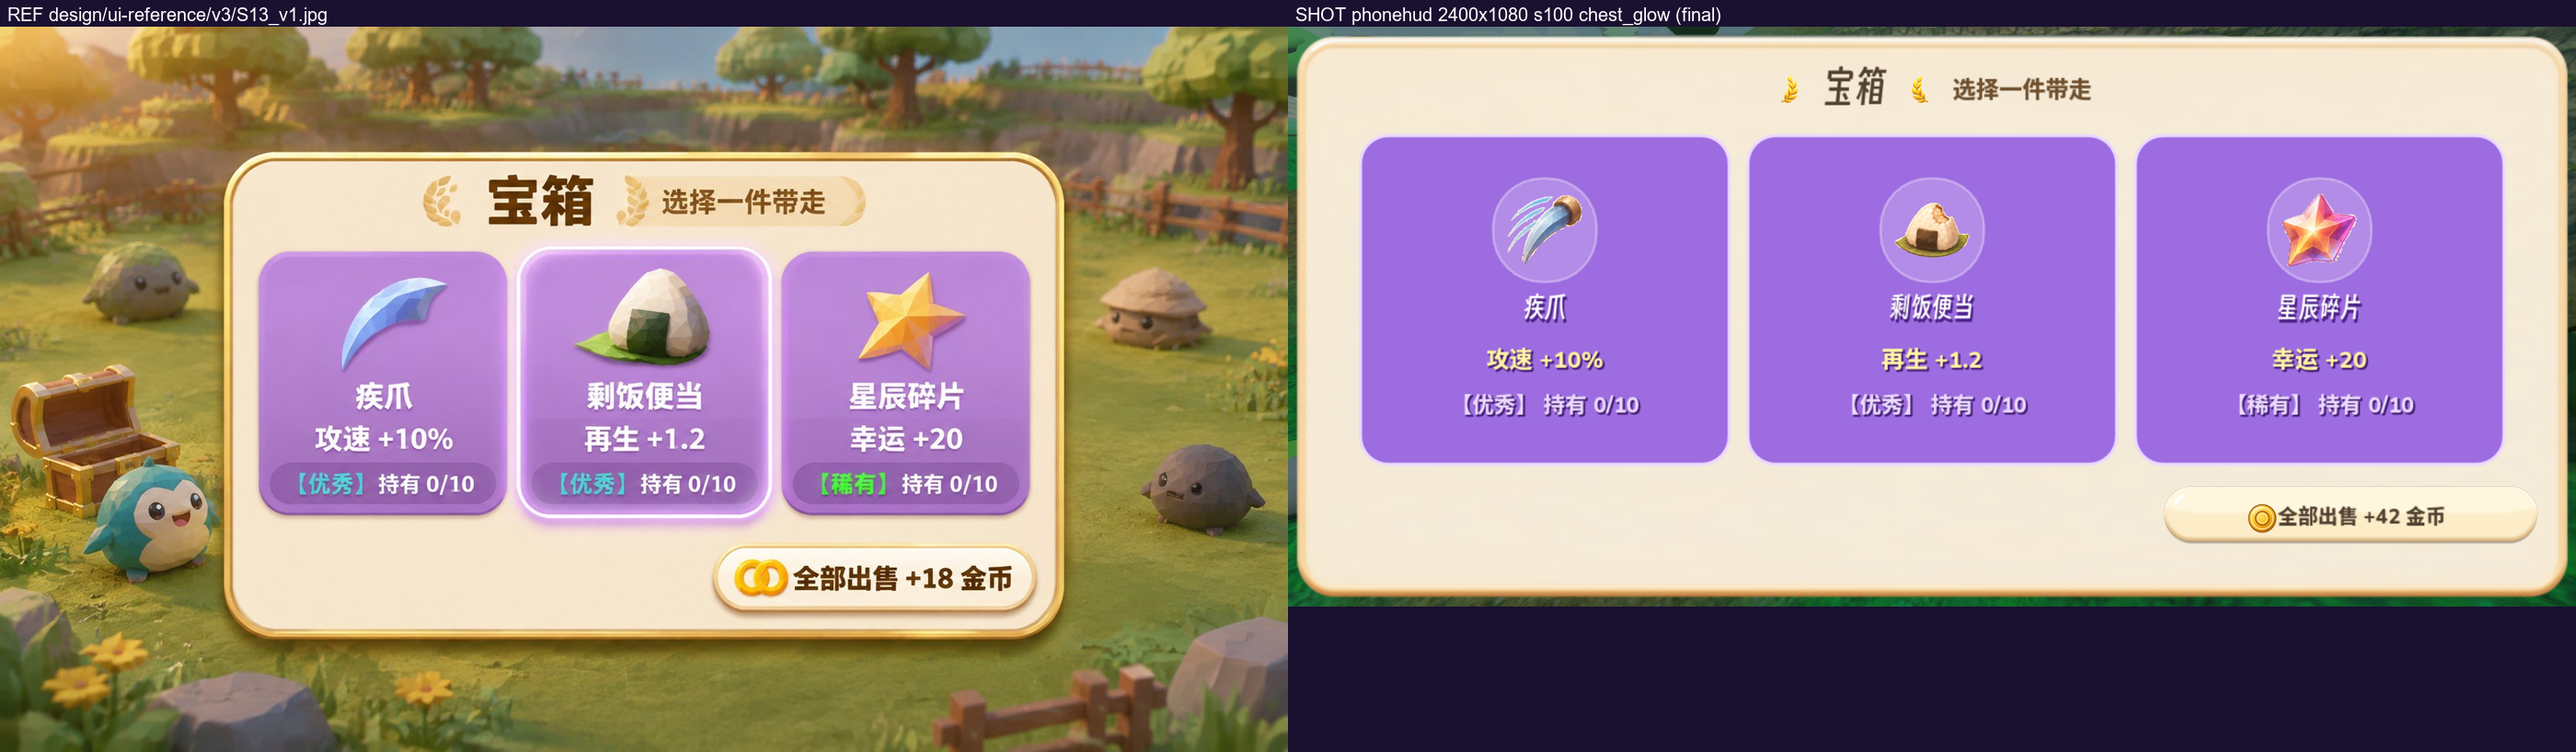 REF design/ui-reference/v3/S13_v1.jpg
宝箱 选择一件带走
疾爪
攻速 +10%
【优秀】 持有 0/10
剩饭便当
再生 +1.2
【优秀】 持有 0/10
星辰碎片
幸运 +20
【稀有】 持有 0/10
全部出售 +18 金币
SHOT phonehud 2400x1080 s100 chest_glow (final)
宝箱 选择一件带走
疾爪
攻速 +10%
【优秀】 持有 0/10
剩饭便当
再生 +1.2
【优秀】 持有 0/10
星辰碎片
幸运 +20
【稀有】 持有 0/10
全部出售 +42 金币